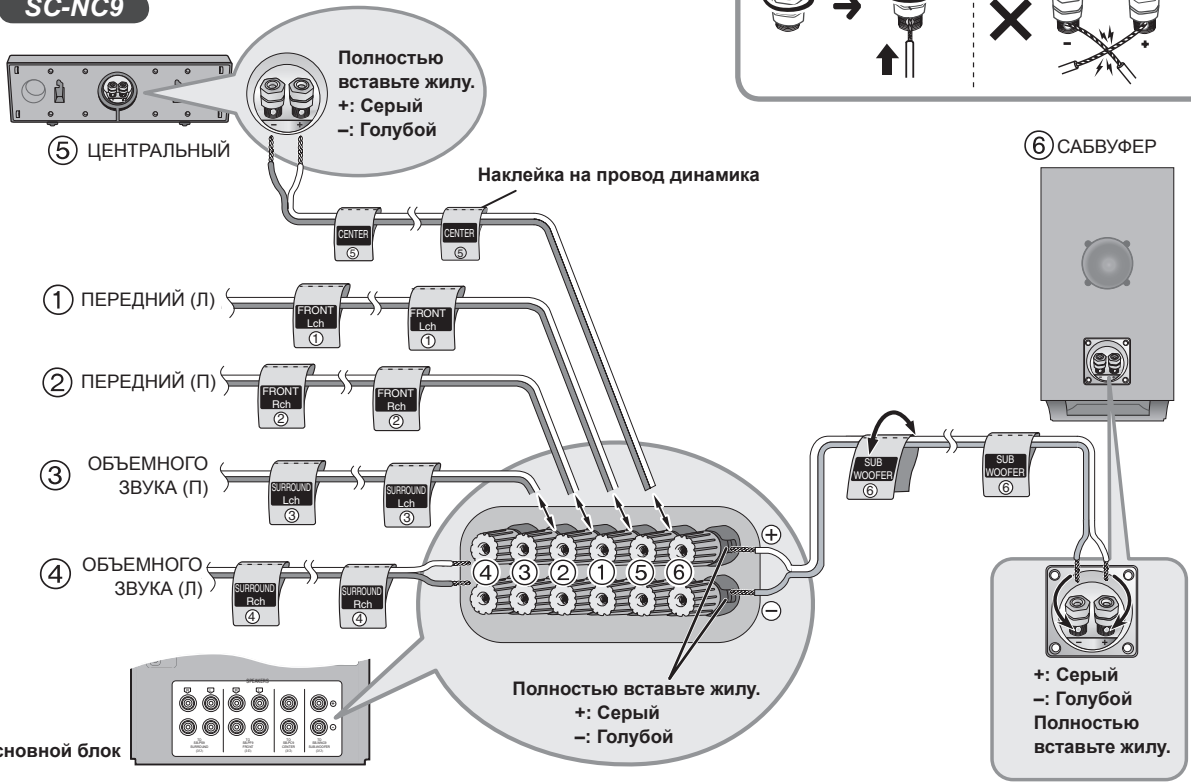 SC-NC9
Полностью
вставьте жилу.
+: Серый
–: Голубой
– +
– +
⑤ ЦЕНТРАЛЬНЫЙ
⑥ САБВУФЕР
Наклейка на провод динамика
CENTER
⑤
CENTER
⑤
① ПЕРЕДНИЙ (Л)
FRONT
Lch
①
FRONT
Lch
①
② ПЕРЕДНИЙ (П)
FRONT
Rch
②
FRONT
Rch
②
③ ОБЪЕМНОГО
ЗВУКА (П)
SURROUND
Lch
③
SURROUND
Lch
③
④ ОБЪЕМНОГО
ЗВУКА (Л)
SURROUND
Rch
④
SURROUND
Rch
④
④ ③ ② ① ⑤ ⑥
⊕
⊖
SUB
WOOFER
⑥
SUB
WOOFER
⑥
Полностью вставьте жилу.
+: Серый
–: Голубой
– +
+: Серый
–: Голубой
Полностью
вставьте жилу.
SPEAKERS
SURROUND
FRONT
CENTER
SUBWOOFER
сновной блок